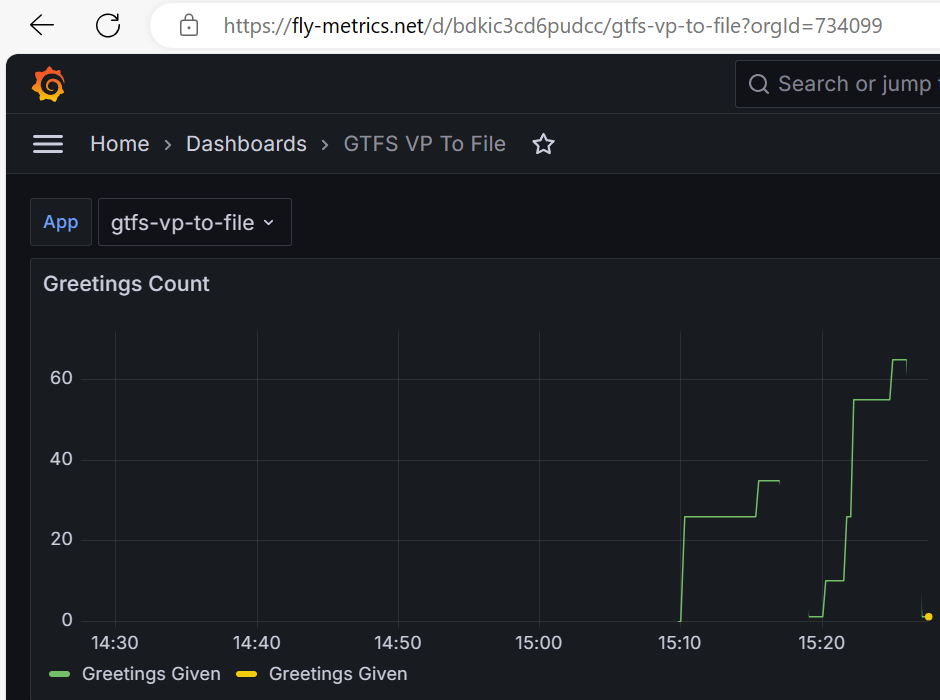 https://fly-metrics.net/d/bdkic3cd6pudcc/gtfs-vp-to-file?orgId=734099
Search or jump
Home › Dashboards › GTFS VP To File
App gtfs-vp-to-file
Greetings Count
60
40
20
0
14:30 14:40 14:50 15:00 15:10 15:20
Greetings Given Greetings Given